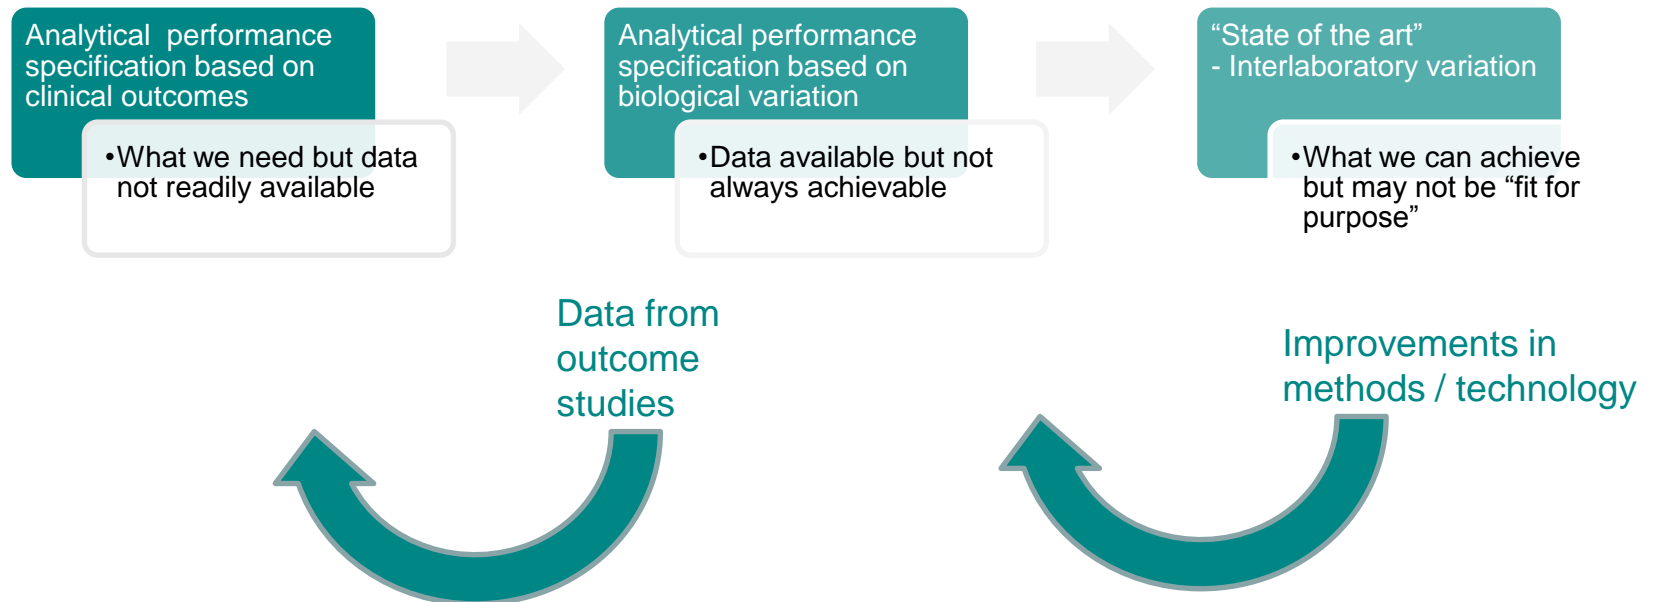 Analytical  performance
specification based on
clinical outcomes
•What we need but data
not readily available
Analytical performance
specification based on
biological variation
•Data available but not
always achievable
“State of the art”
- Interlaboratory variation
•What we can achieve
but may not be “fit for
purpose”
Data from
outcome
studies
Improvements in
methods / technology